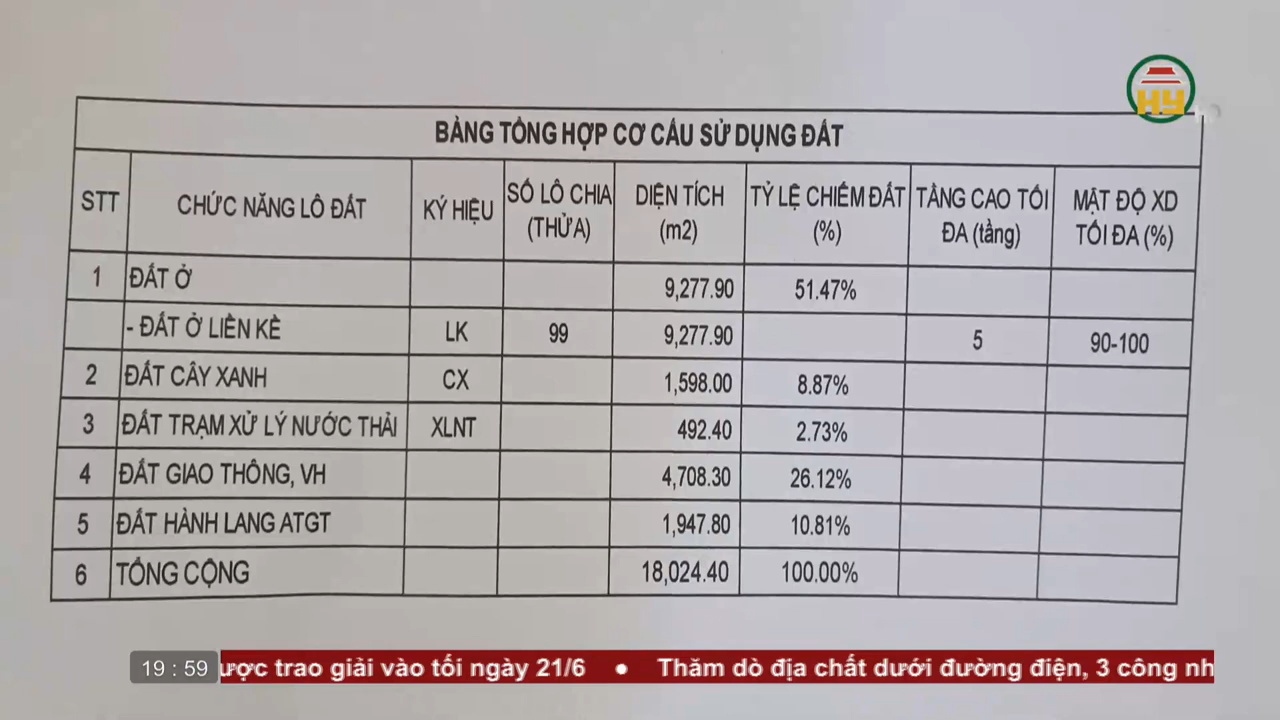 HY
BẢNG TỔNG HỢP CƠ CẤU SỬ DỤNG ĐẤT
STT CHỨC NĂNG LÔ ĐẤT KÝ HIỆU SỐ LÔ CHIA (THỬA) DIỆN TÍCH (m2) TỶ LỆ CHIẾM ĐẤT (%) TẦNG CAO TỐI ĐA (tầng) MẬT ĐỘ XD TỐI ĐA (%)
1 ĐẤT Ở 9,277.90 51.47%
- ĐẤT Ở LIỀN KỀ LK 99 9,277.90 5 90-100
2 ĐẤT CÂY XANH CX 1,598.00 8.87%
3 ĐẤT TRẠM XỬ LÝ NƯỚC THẢI XLNT 492.40 2.73%
4 ĐẤT GIAO THÔNG, VH 4,708.30 26.12%
5 ĐẤT HÀNH LANG ATGT 1,947.80 10.81%
6 TỔNG CỘNG 18,024.40 100.00%
19 : 59 ược trao giải vào tối ngày 21/6 • Thăm dò địa chất dưới đường điện, 3 công nh